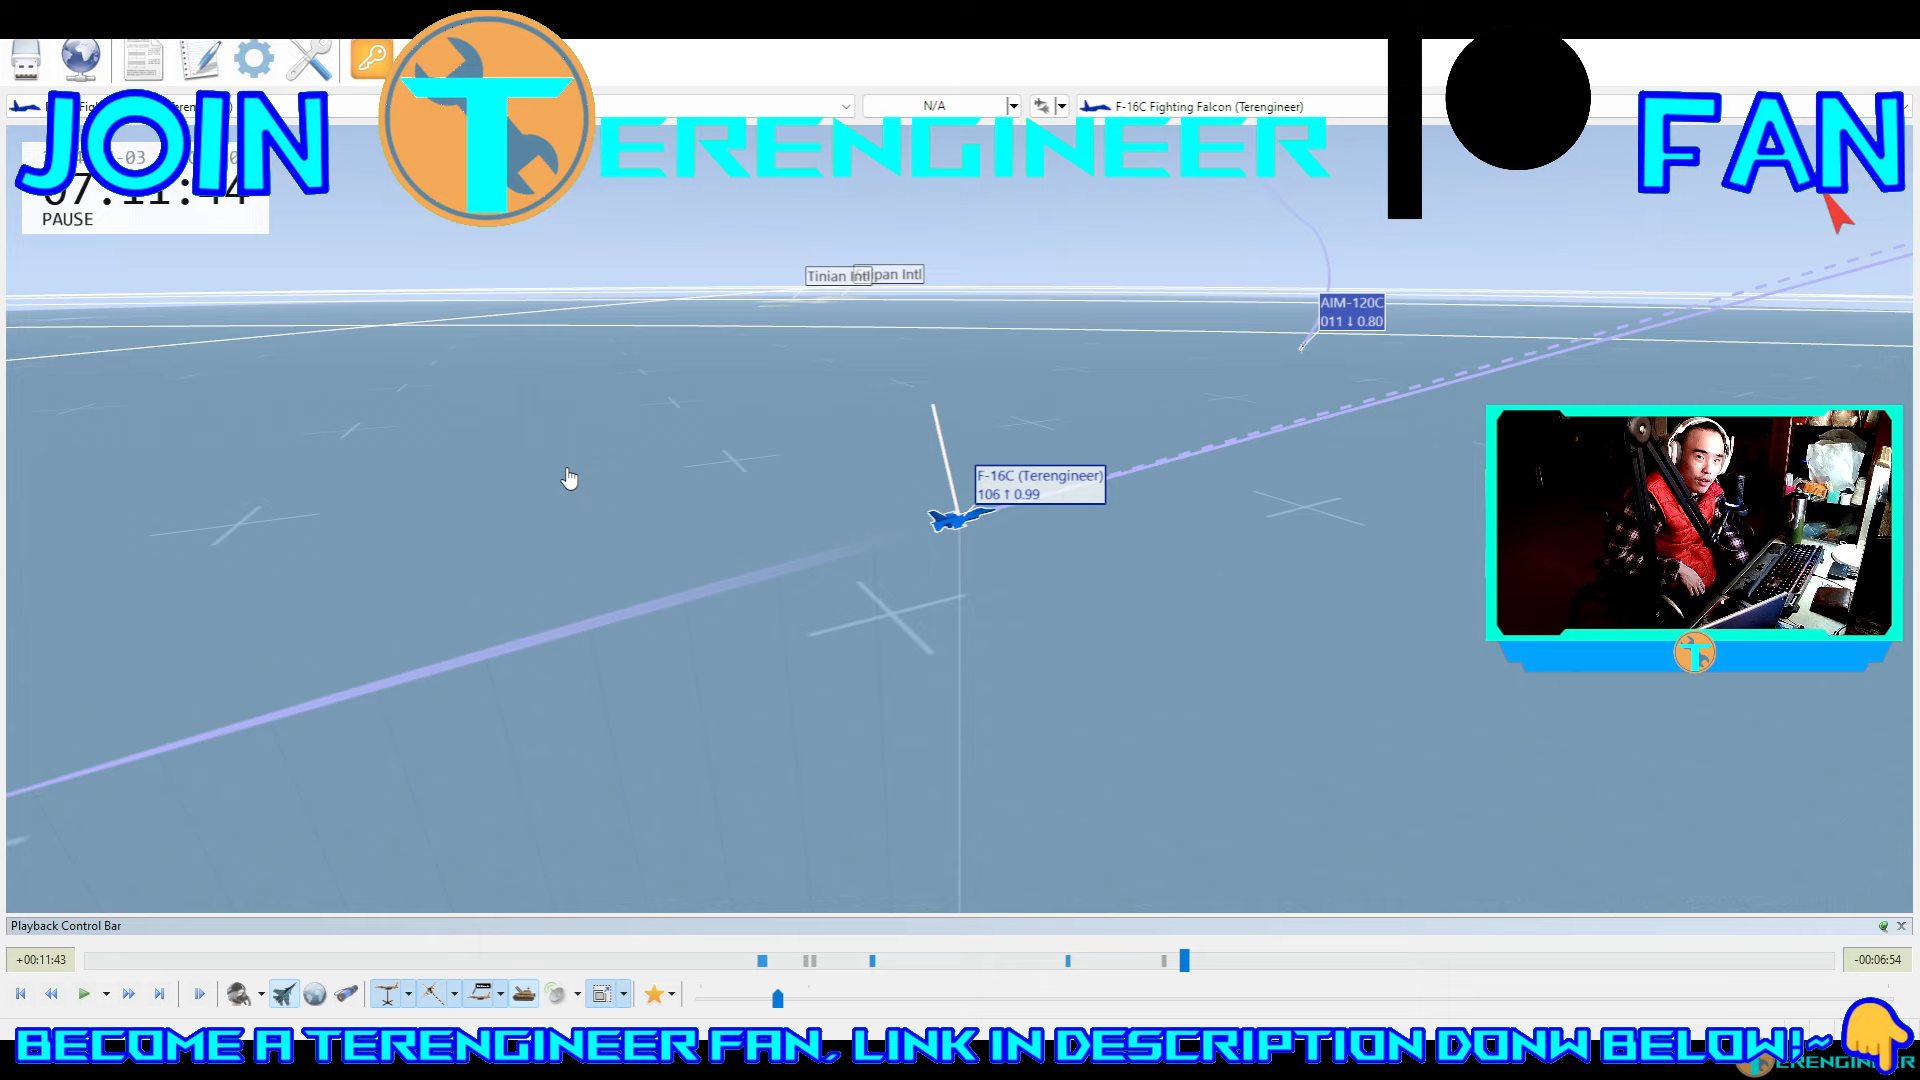 JOIN TERENGINEER FAN
N/A
F-16C Fighting Falcon (Terengineer)
PAUSE
Tinian Intl
pan Intl
AIM-120C
011 ↓ 0.80
F-16C (Terengineer)
106 ↑ 0.99
Playback Control Bar
+00:11:43
-00:06:54
BECOME A TERENGINEER FAN, LINK IN DESCRIPTION DONW BELOW!~
TERENGINEER